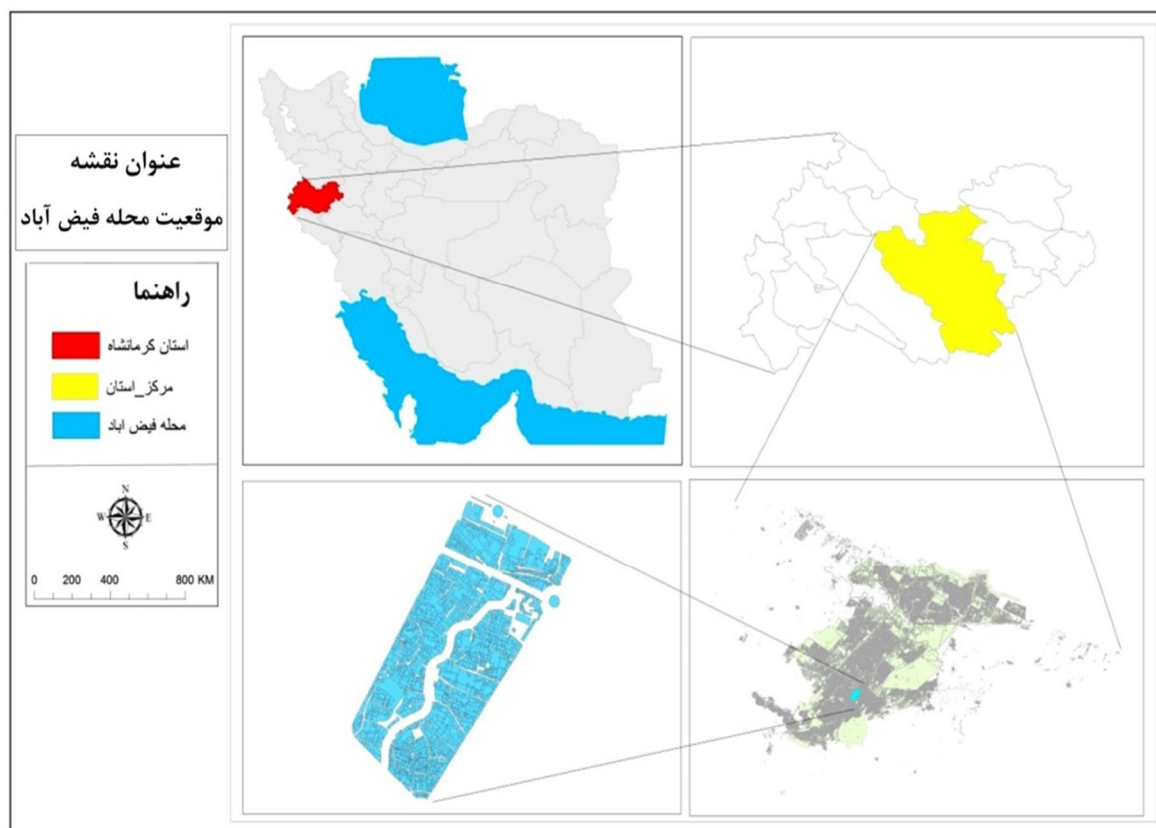 عنوان نقشه
موقعیت محله فیض آباد
راهنما
استان کرمانشاه
مرکز_استان
محله فیض اباد
N
W E
S
0 200 400 800 KM